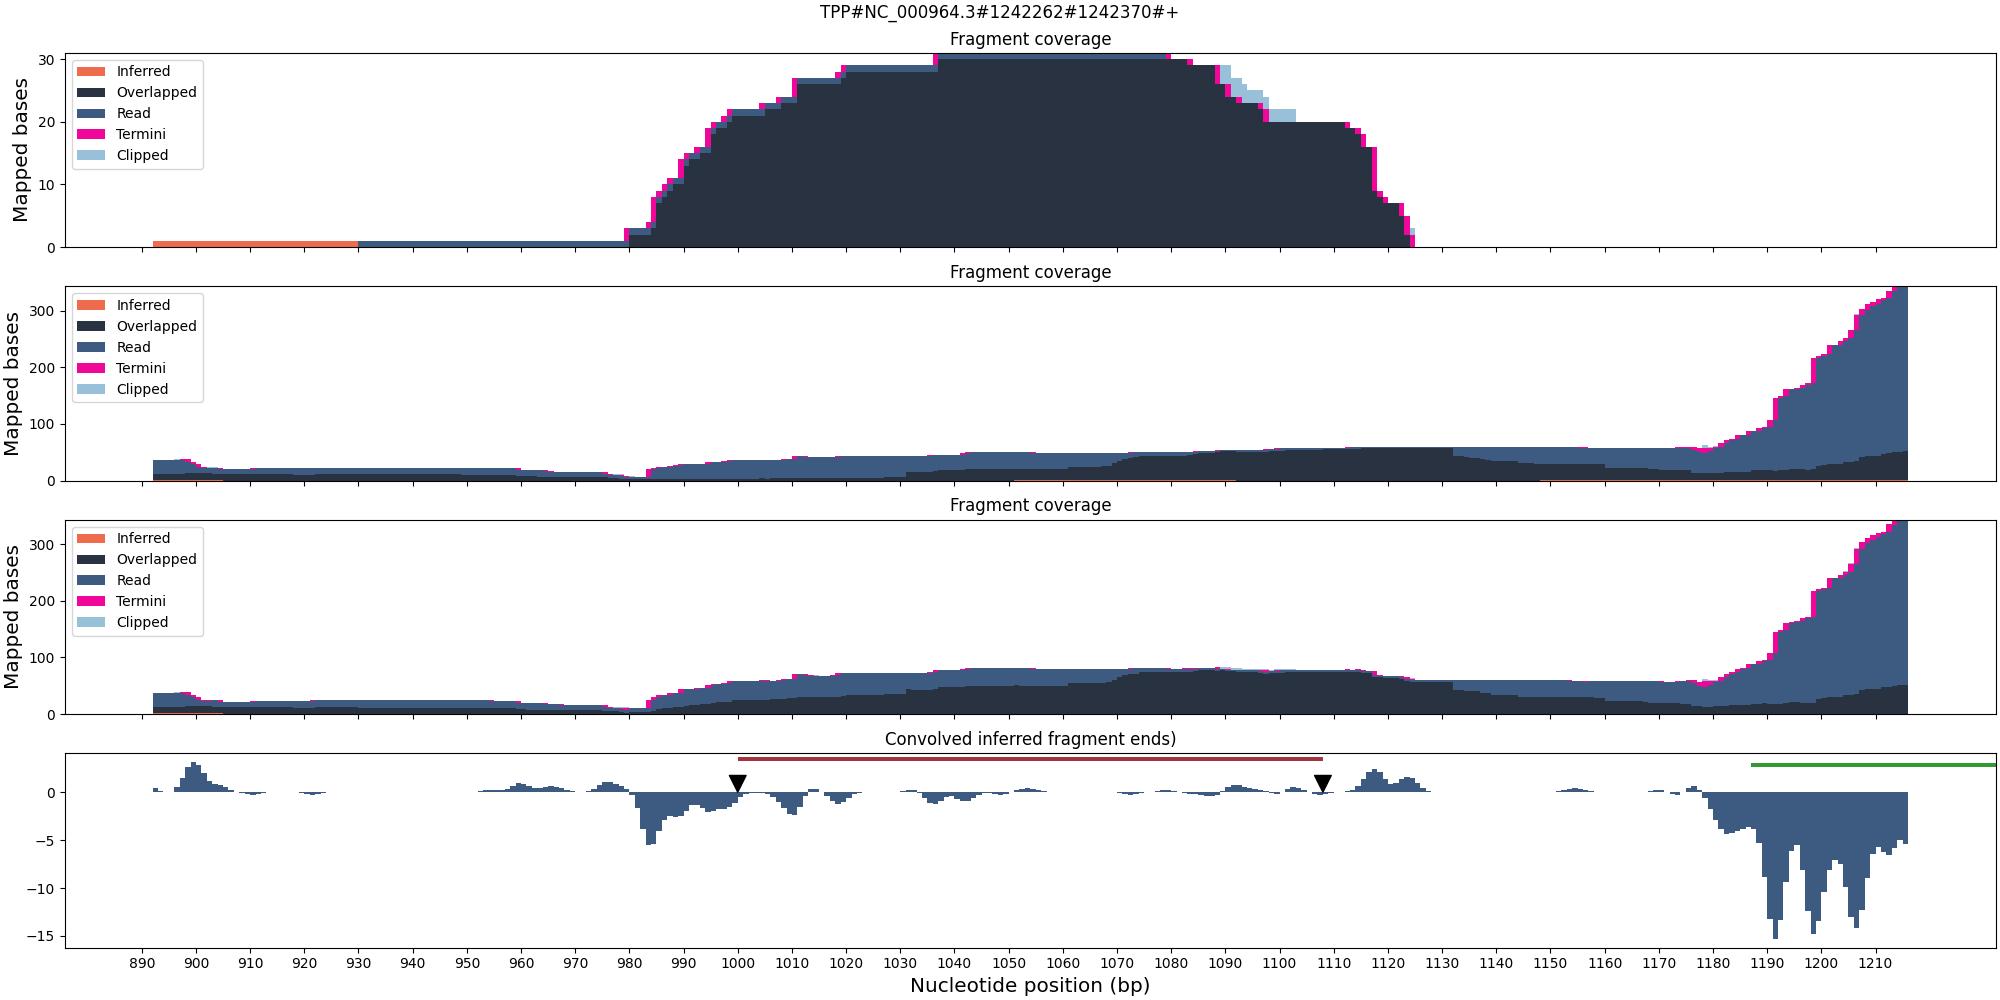 TPP#NC_000964.3#1242262#1242370#+
Fragment coverage
Mapped bases
30
20
10
0
Inferred
Overlapped
Read
Termini
Clipped
Fragment coverage
Mapped bases
300
200
100
0
Inferred
Overlapped
Read
Termini
Clipped
Fragment coverage
Mapped bases
300
200
100
0
Inferred
Overlapped
Read
Termini
Clipped
Convolved inferred fragment ends)
0
−5
−10
−15
890 900 910 920 930 940 950 960 970 980 990 1000 1010 1020 1030 1040 1050 1060 1070 1080 1090 1100 1110 1120 1130 1140 1150 1160 1170 1180 1190 1200 1210
Nucleotide position (bp)